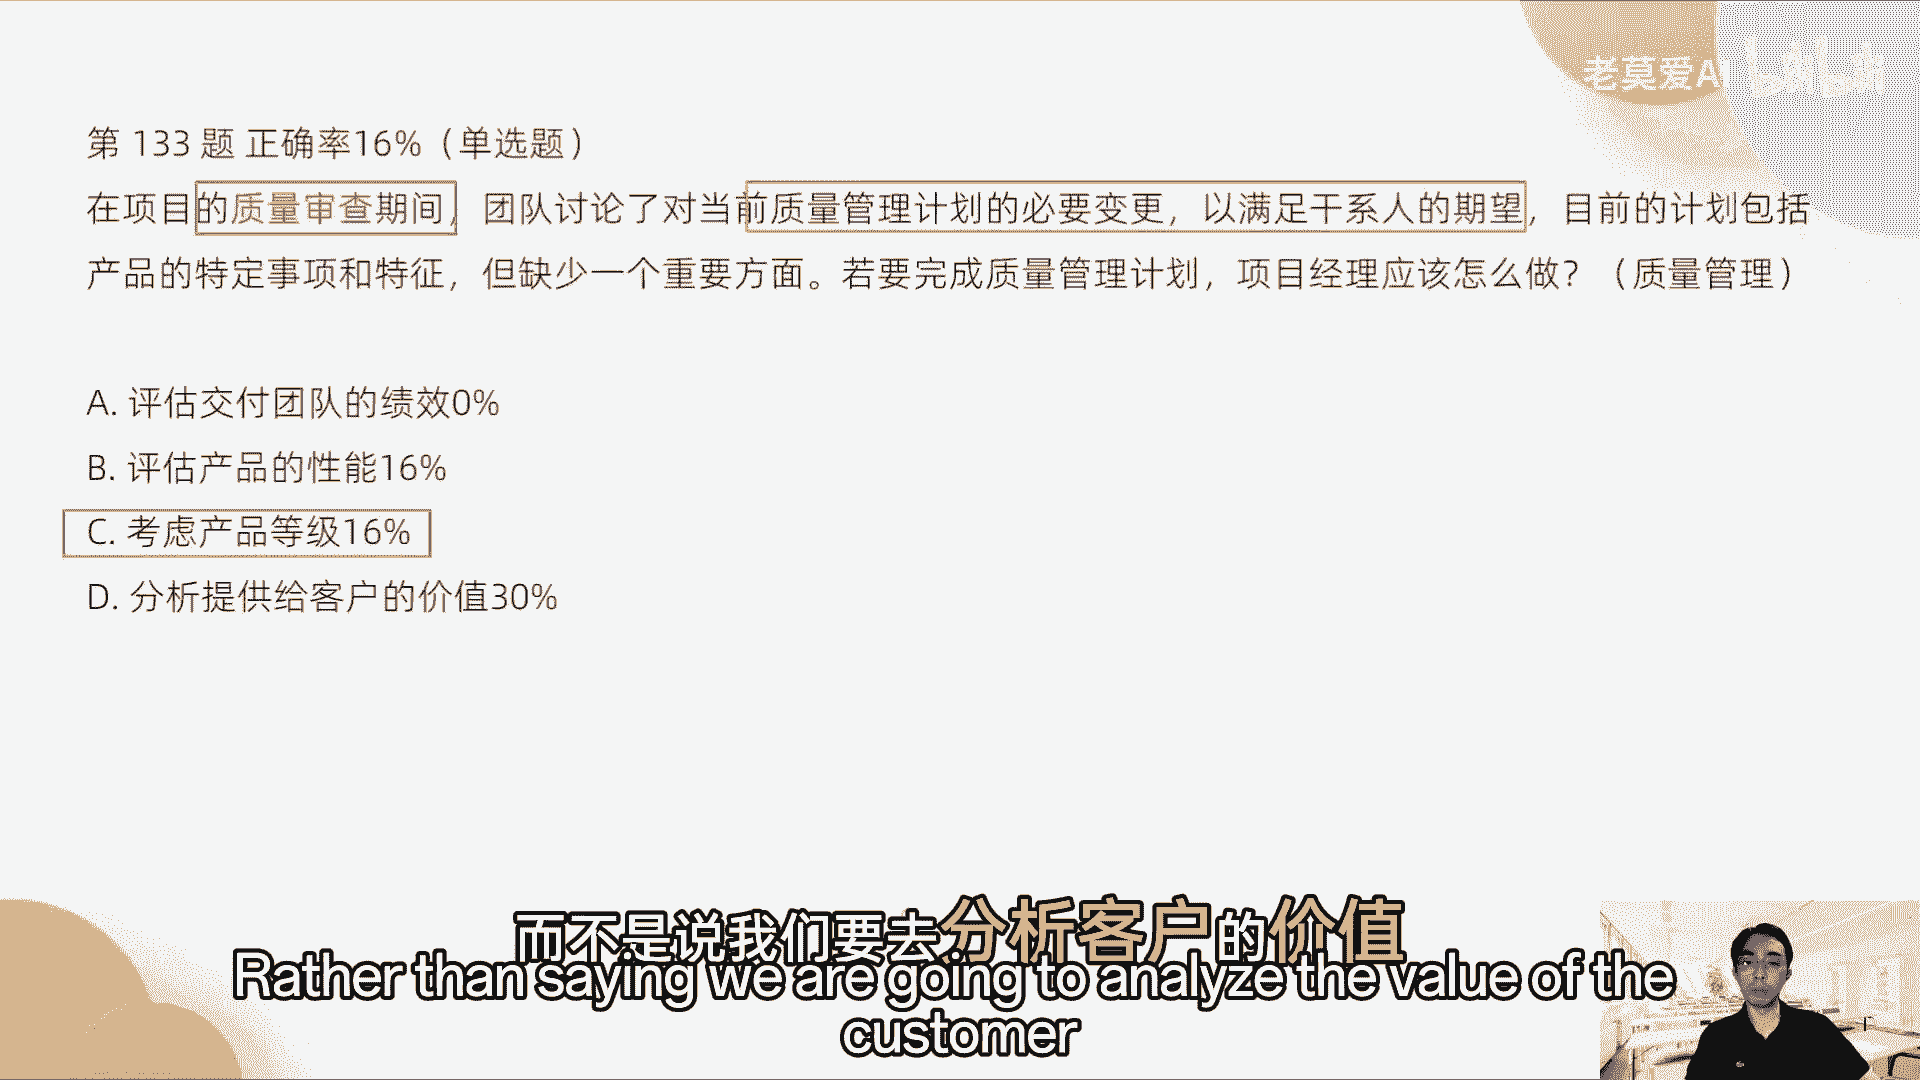 老莫爱AI
第 133 题 正确率16%（单选题）
在项目的质量审查期间，团队讨论了对当前质量管理计划的必要变更，以满足干系人的期望，目前的计划包括
产品的特定事项和特征，但缺少一个重要方面。若要完成质量管理计划，项目经理应该怎么做？（质量管理）
A. 评估交付团队的绩效0%
B. 评估产品的性能16%
C. 考虑产品等级16%
D. 分析提供给客户的价值30%
而不是说我们要去分析客户的价值
Rather than saying we are going to analyze the value of the
customer